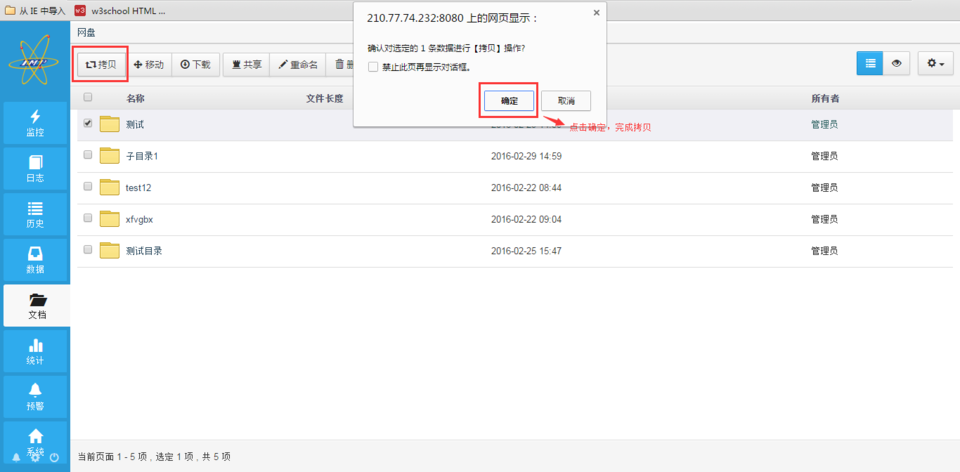 从 IE 中导入 w3 w3school HTML ...
210.77.74.232:8080 上的网页显示：
确认对选定的 1 条数据进行【拷贝】操作?
禁止此页再显示对话框。
确定 取消
点击确定，完成拷贝
网盘
拷贝 移动 下载 共享 重命名
名称 文件长度 所有者
测试 管理员
子目录1 2016-02-29 14:59 管理员
test12 2016-02-22 08:44 管理员
xfvgbx 2016-02-22 09:04 管理员
测试目录 2016-02-25 15:47 管理员
监控
日志
历史
数据
文档
统计
预警
系统
当前页面 1 - 5 项，选定 1 项，共 5 项